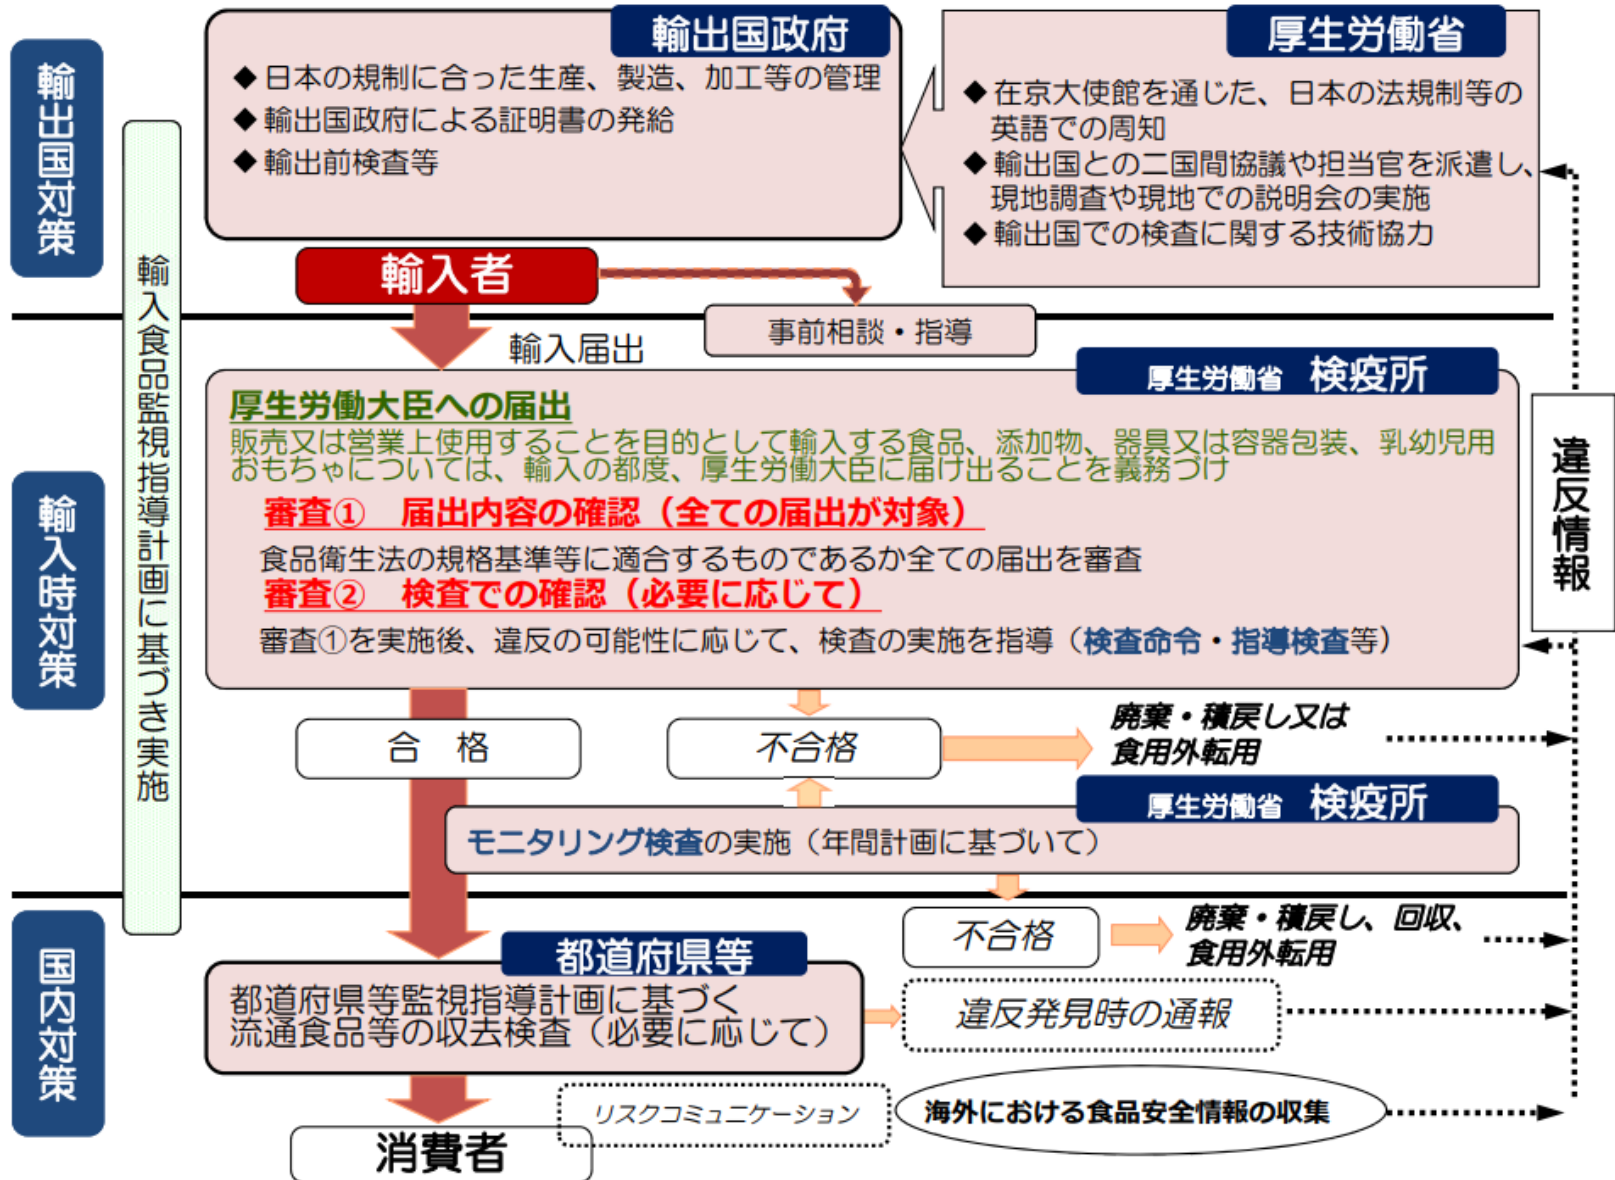 輸出国対策
輸出国政府
◆日本の規制に合った生産、製造、加工等の管理
◆輸出国政府による証明書の発給
◆輸出前検査等
厚生労働省
◆在京大使館を通じた、日本の法規制等の
英語での周知
◆輸出国との二国間協議や担当官を派遣し、
現地調査や現地での説明会の実施
◆輸出国での検査に関する技術協力
輸入食品監視指導計画に基づき実施
輸入者
事前相談・指導
輸入届出
輸入時対策
厚生労働省 検疫所
厚生労働大臣への届出
販売又は営業上使用することを目的として輸入する食品、添加物、器具又は容器包装、乳幼児用
おもちゃについては、輸入の都度、厚生労働大臣に届け出ることを義務づけ
審査① 届出内容の確認（全ての届出が対象）
食品衛生法の規格基準等に適合するものであるか全ての届出を審査
審査② 検査での確認（必要に応じて）
審査①を実施後、違反の可能性に応じて、検査の実施を指導（検査命令・指導検査等）
違反情報
合 格
不合格
廃棄・積戻し又は
食用外転用
厚生労働省 検疫所
モニタリング検査の実施（年間計画に基づいて）
国内対策
不合格
廃棄・積戻し、回収、
食用外転用
都道府県等
都道府県等監視指導計画に基づく
流通食品等の収去検査（必要に応じて）
違反発見時の通報
リスクコミュニケーション
海外における食品安全情報の収集
消費者